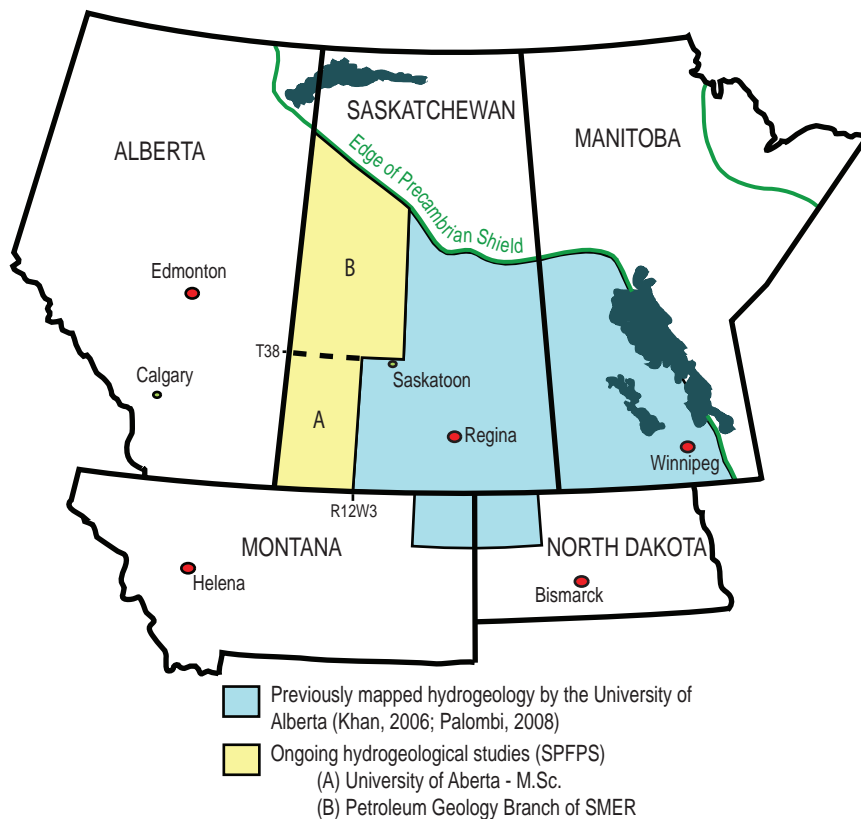 SASKATCHEWAN
MANITOBA
ALBERTA
Edge of Precambrian Shield
Edmonton
B
T38
Saskatoon
Calgary
A
Regina
Winnipeg
R12W3
MONTANA
NORTH DAKOTA
Helena
Bismarck
Previously mapped hydrogeology by the University of
Alberta (Khan, 2006; Palombi, 2008)
Ongoing hydrogeological studies (SPFPS)
(A) University of Aberta - M.Sc.
(B) Petroleum Geology Branch of SMER